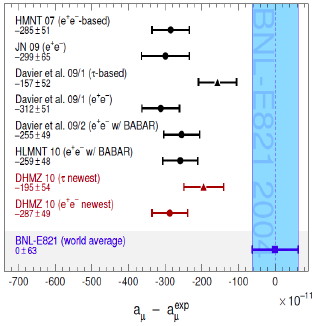 HMNT 07 (e⁺e⁻-based)
−285 ± 51
JN 09 (e⁺e⁻)
−299 ± 65
Davier et al. 09/1 (τ-based)
−157 ± 52
Davier et al. 09/1 (e⁺e⁻)
−312 ± 51
Davier et al. 09/2 (e⁺e⁻ w/ BABAR)
−255 ± 49
HLMNT 10 (e⁺e⁻ w/ BABAR)
−259 ± 48
DHMZ 10 (τ newest)
−195 ± 54
DHMZ 10 (e⁺e⁻ newest)
−287 ± 49
BNL-E821 (world average)
0 ± 63
BNL-E821 2004
-700 -600 -500 -400 -300 -200 -100 0
× 10⁻¹¹
aμ − aμ^exp